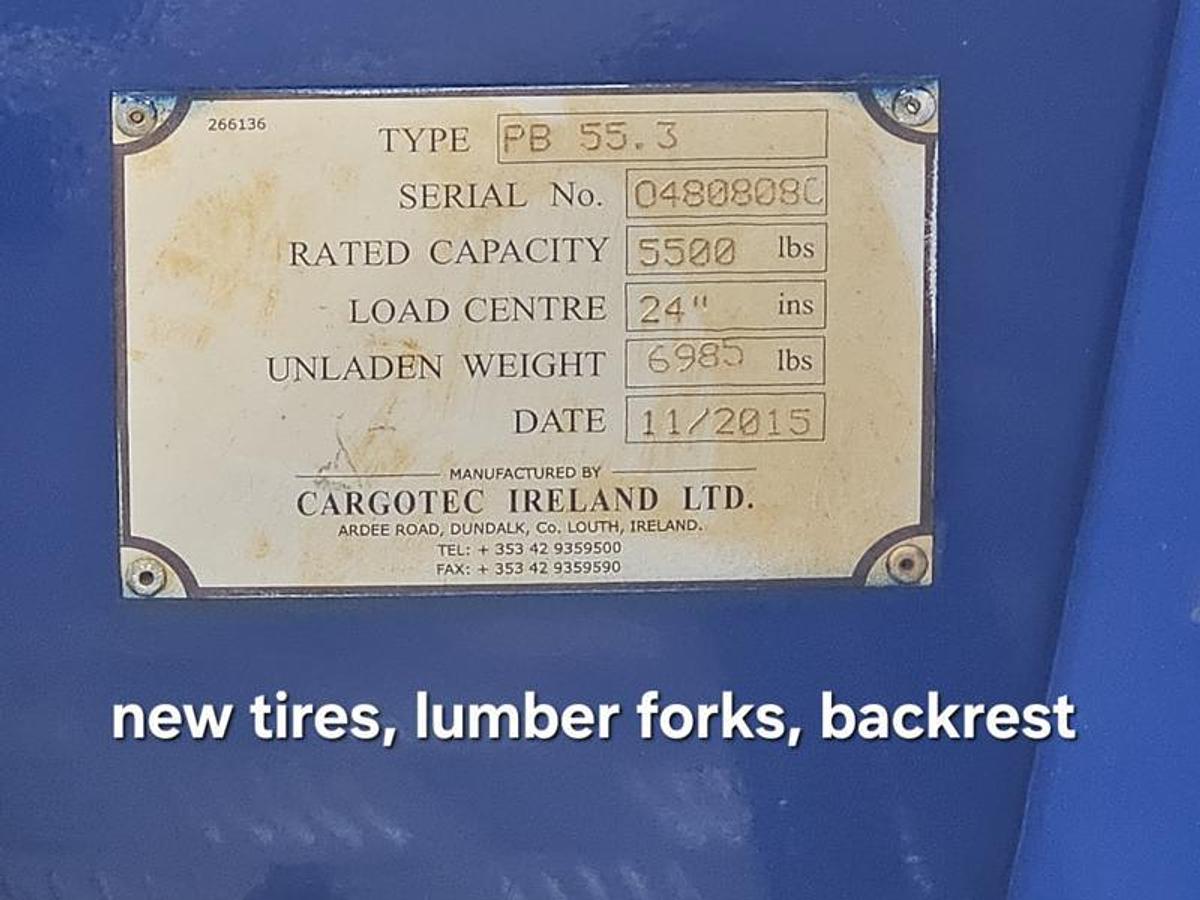 266136
TYPE PB 55.3
SERIAL No. 0480808C
RATED CAPACITY 5500 lbs
LOAD CENTRE 24" ins
UNLADEN WEIGHT 6985 lbs
DATE 11/2015
MANUFACTURED BY
CARGOTEC IRELAND LTD.
ARDEE ROAD, DUNDALK, Co. LOUTH, IRELAND.
TEL: + 353 42 9359500
FAX: + 353 42 9359590
new tires, lumber forks, backrest